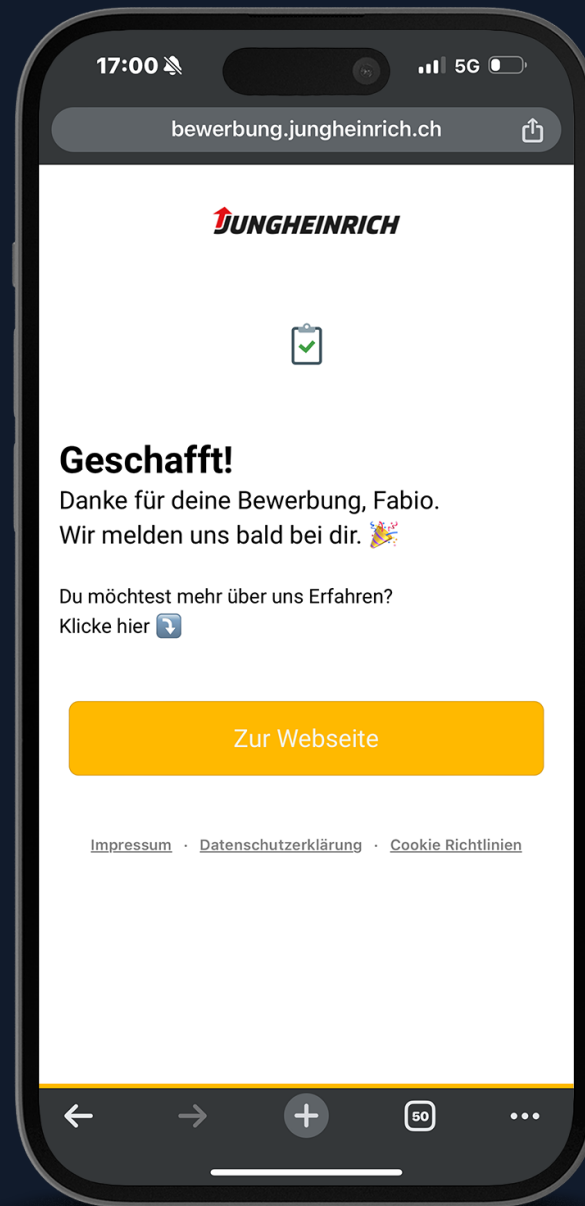 17:00 5G
bewerbung.jungheinrich.ch
JUNGHEINRICH
Geschafft!
Danke für deine Bewerbung, Fabio.
Wir melden uns bald bei dir. 🎉
Du möchtest mehr über uns Erfahren?
Klicke hier ⤵️
Zur Webseite
Impressum · Datenschutzerklärung · Cookie Richtlinien
50